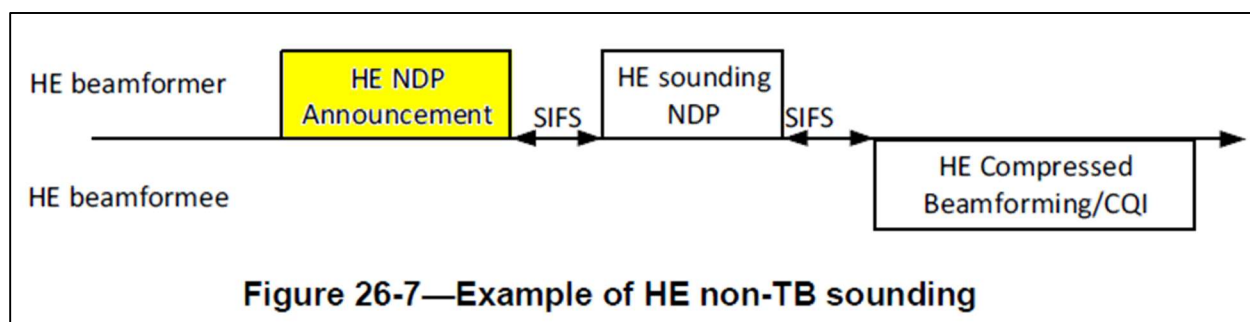 HE beamformer
HE NDP
Announcement
SIFS
HE sounding
NDP
SIFS
HE beamformee
HE Compressed
Beamforming/CQI
Figure 26-7—Example of HE non-TB sounding